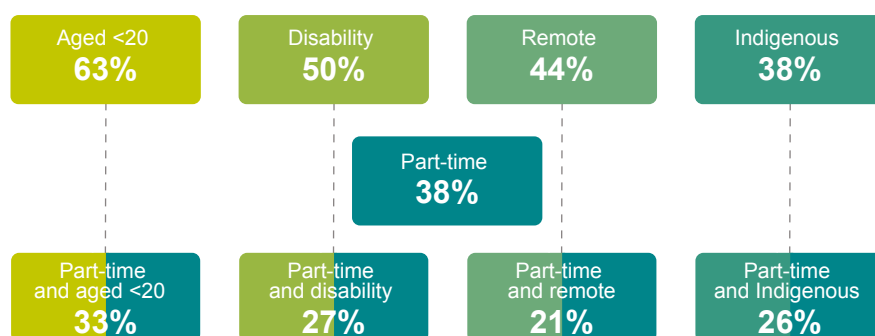 Aged <20
63%
Disability
50%
Remote
44%
Indigenous
38%
Part-time
38%
Part-time
and aged <20
33%
Part-time
and disability
27%
Part-time
and remote
21%
Part-time
and Indigenous
26%